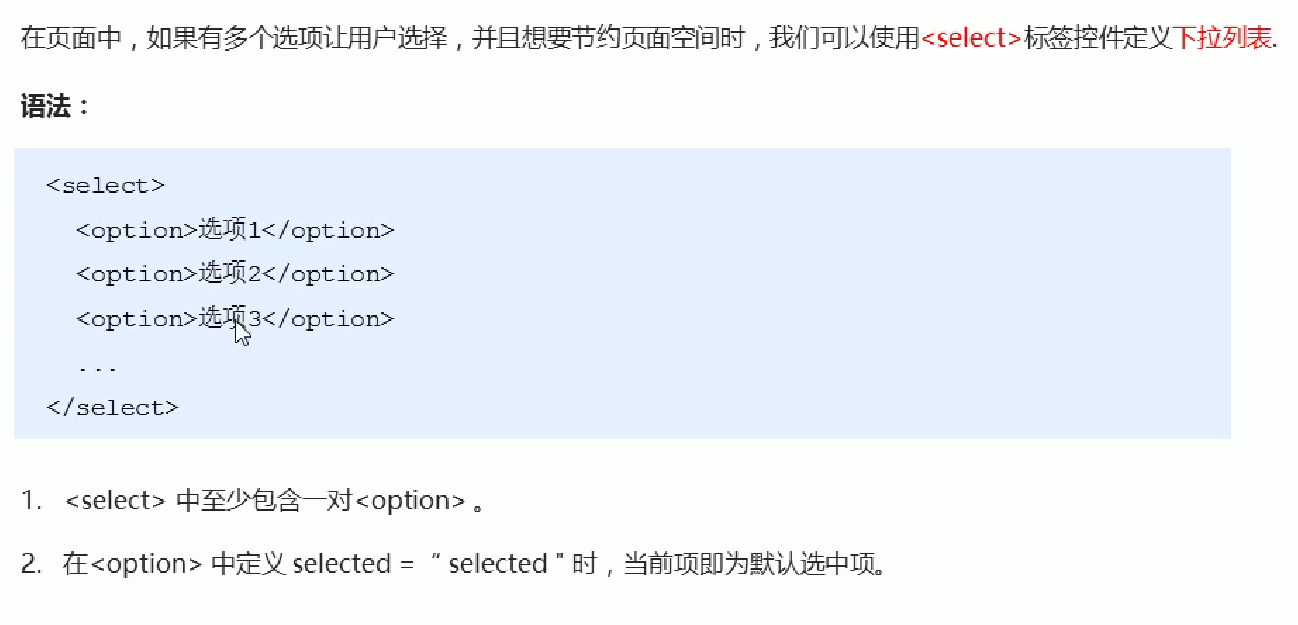 在页面中，如果有多个选项让用户选择，并且想要节约页面空间时，我们可以使用<select>标签控件定义下拉列表.
语法：
<select>
<option>选项1</option>
<option>选项2</option>
<option>选项3</option>
...
</select>
1. <select> 中至少包含一对<option> 。
2. 在<option> 中定义 selected = “ selected " 时，当前项即为默认选中项。